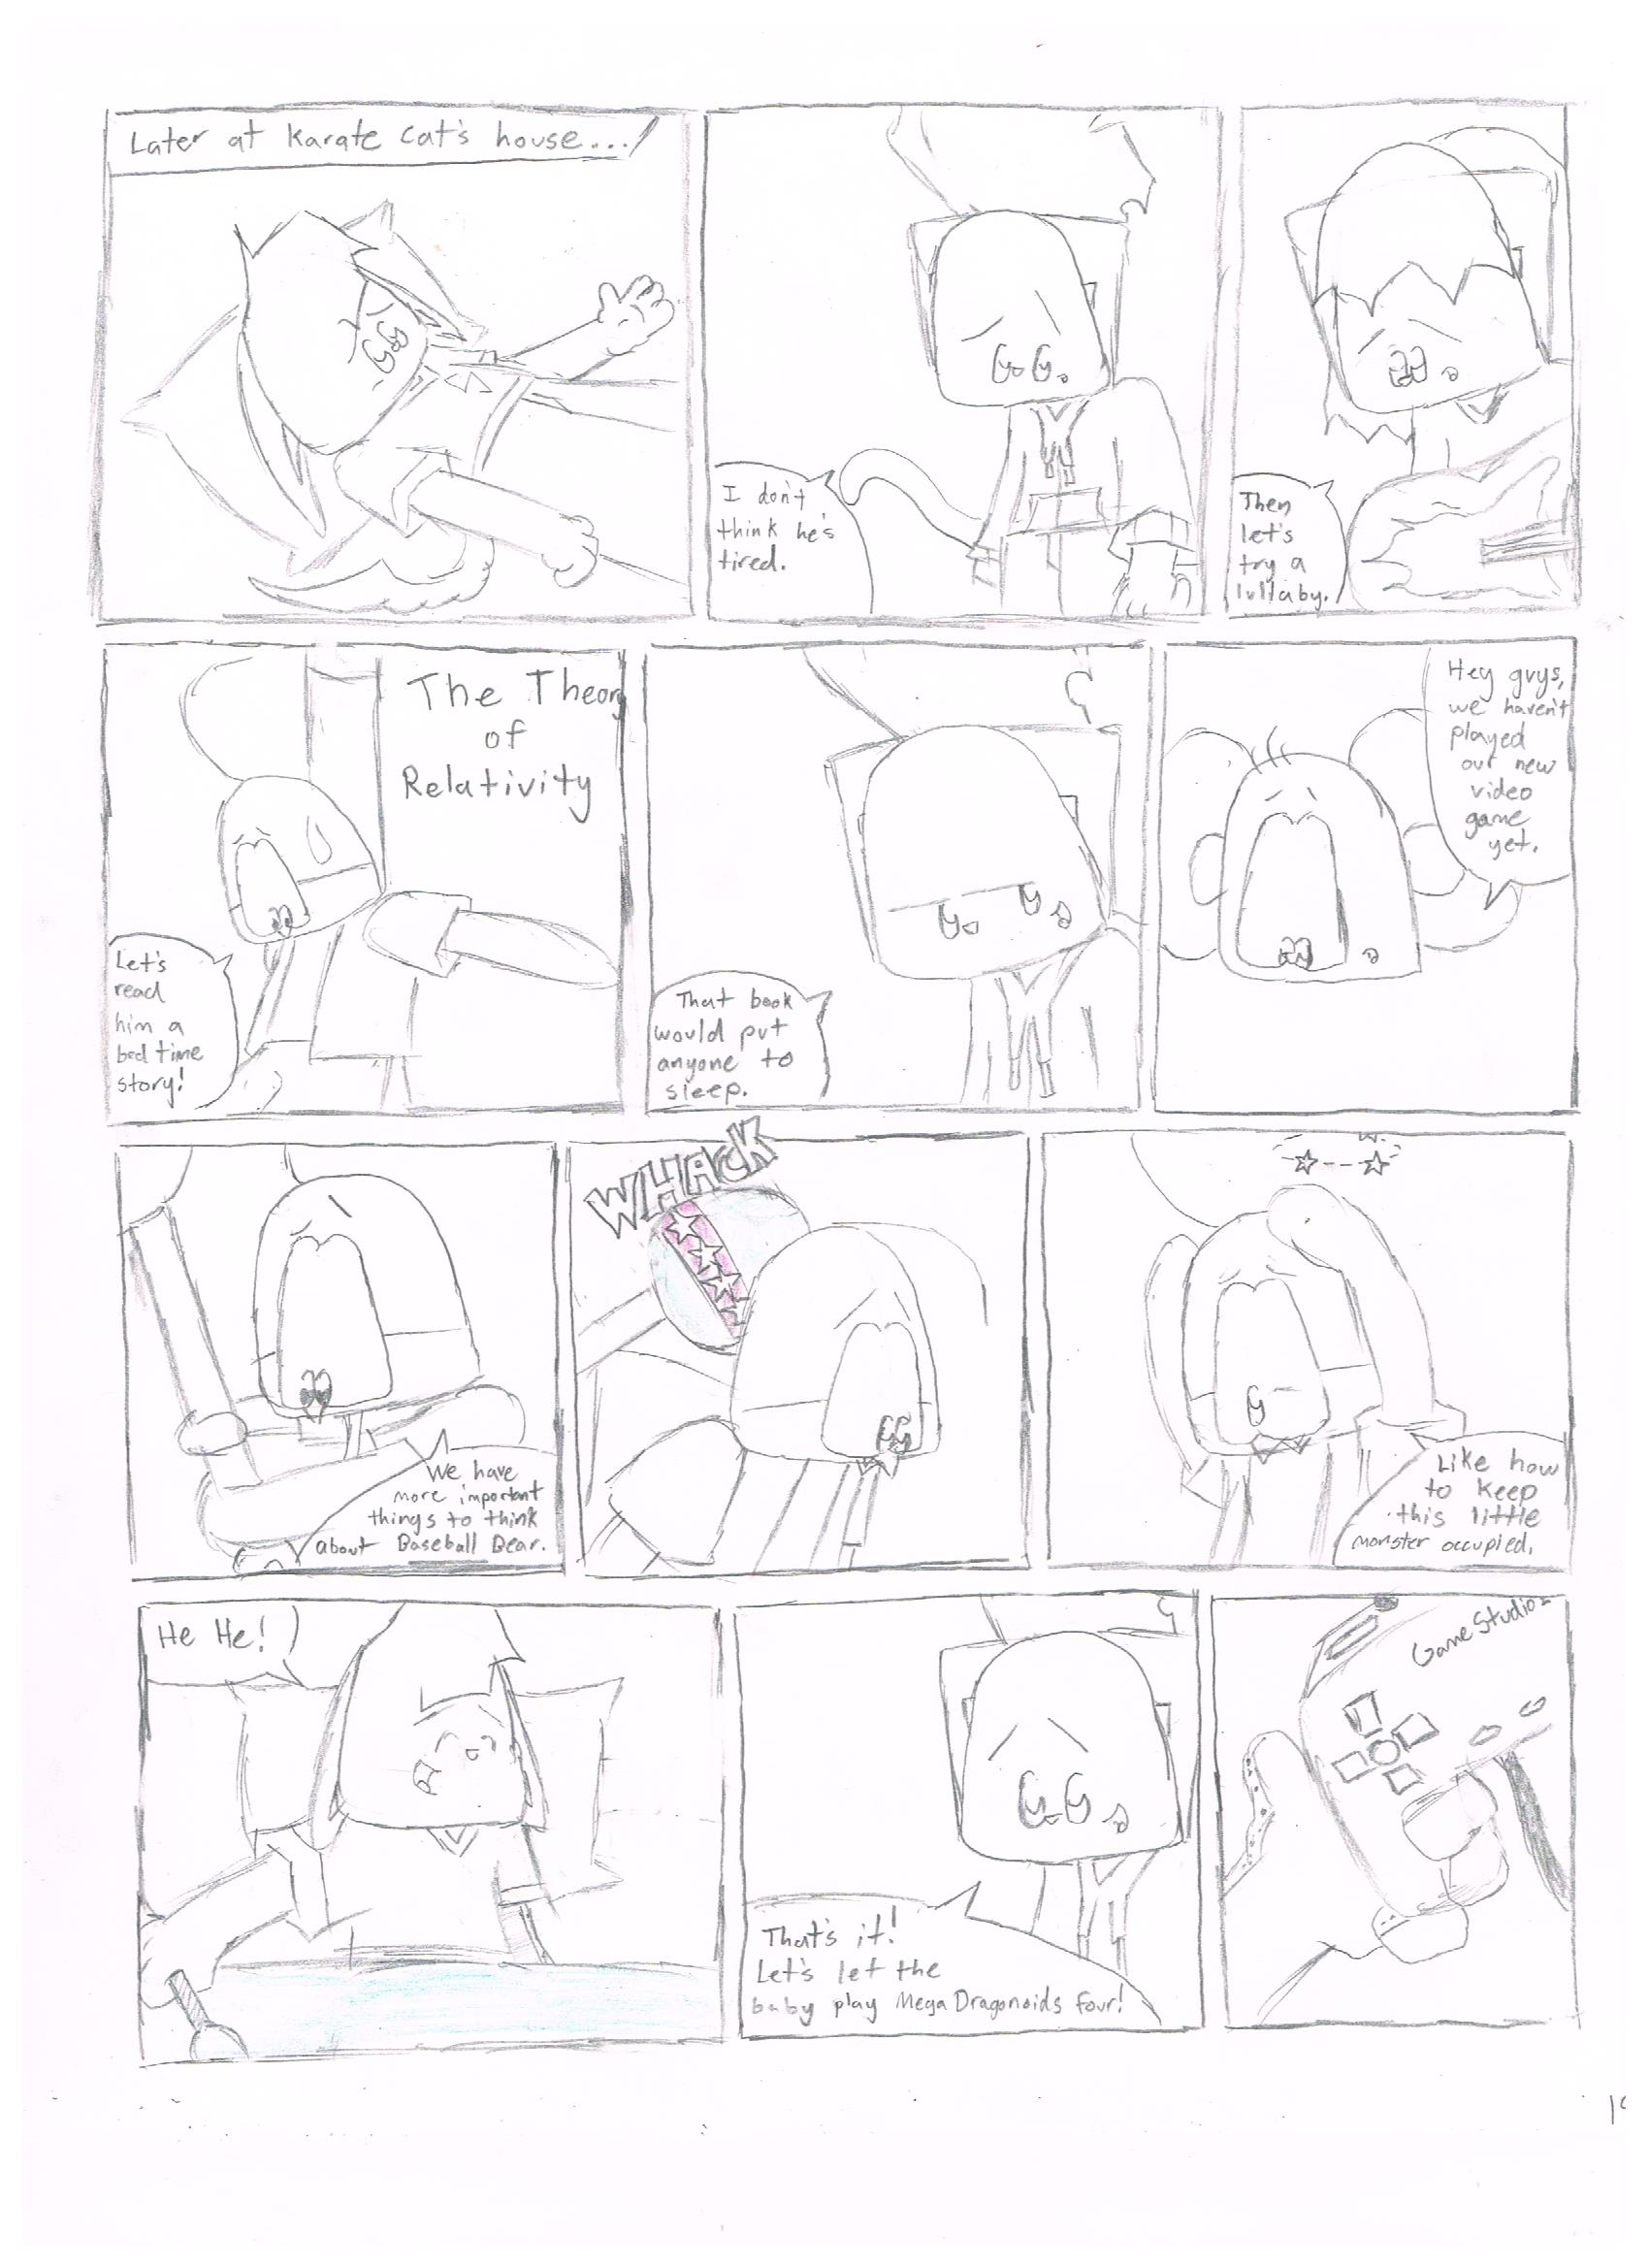 Later at Karate Cat's house...
I don't
think he's
tired.
Then
let's
try a
lullaby.
The Theory
of
Relativity
Let's
read
him a
bed time
story!
That book
would put
anyone to
sleep.
Hey guys,
we haven't
played
our new
video
game
yet.
We have
more important
things to think
about Baseball Bear.
WHACK
Like how
to keep
this little
monster occupied.
He He!
That's it!
Let's let the
baby play Mega Dragonoids Four!
Game Studio